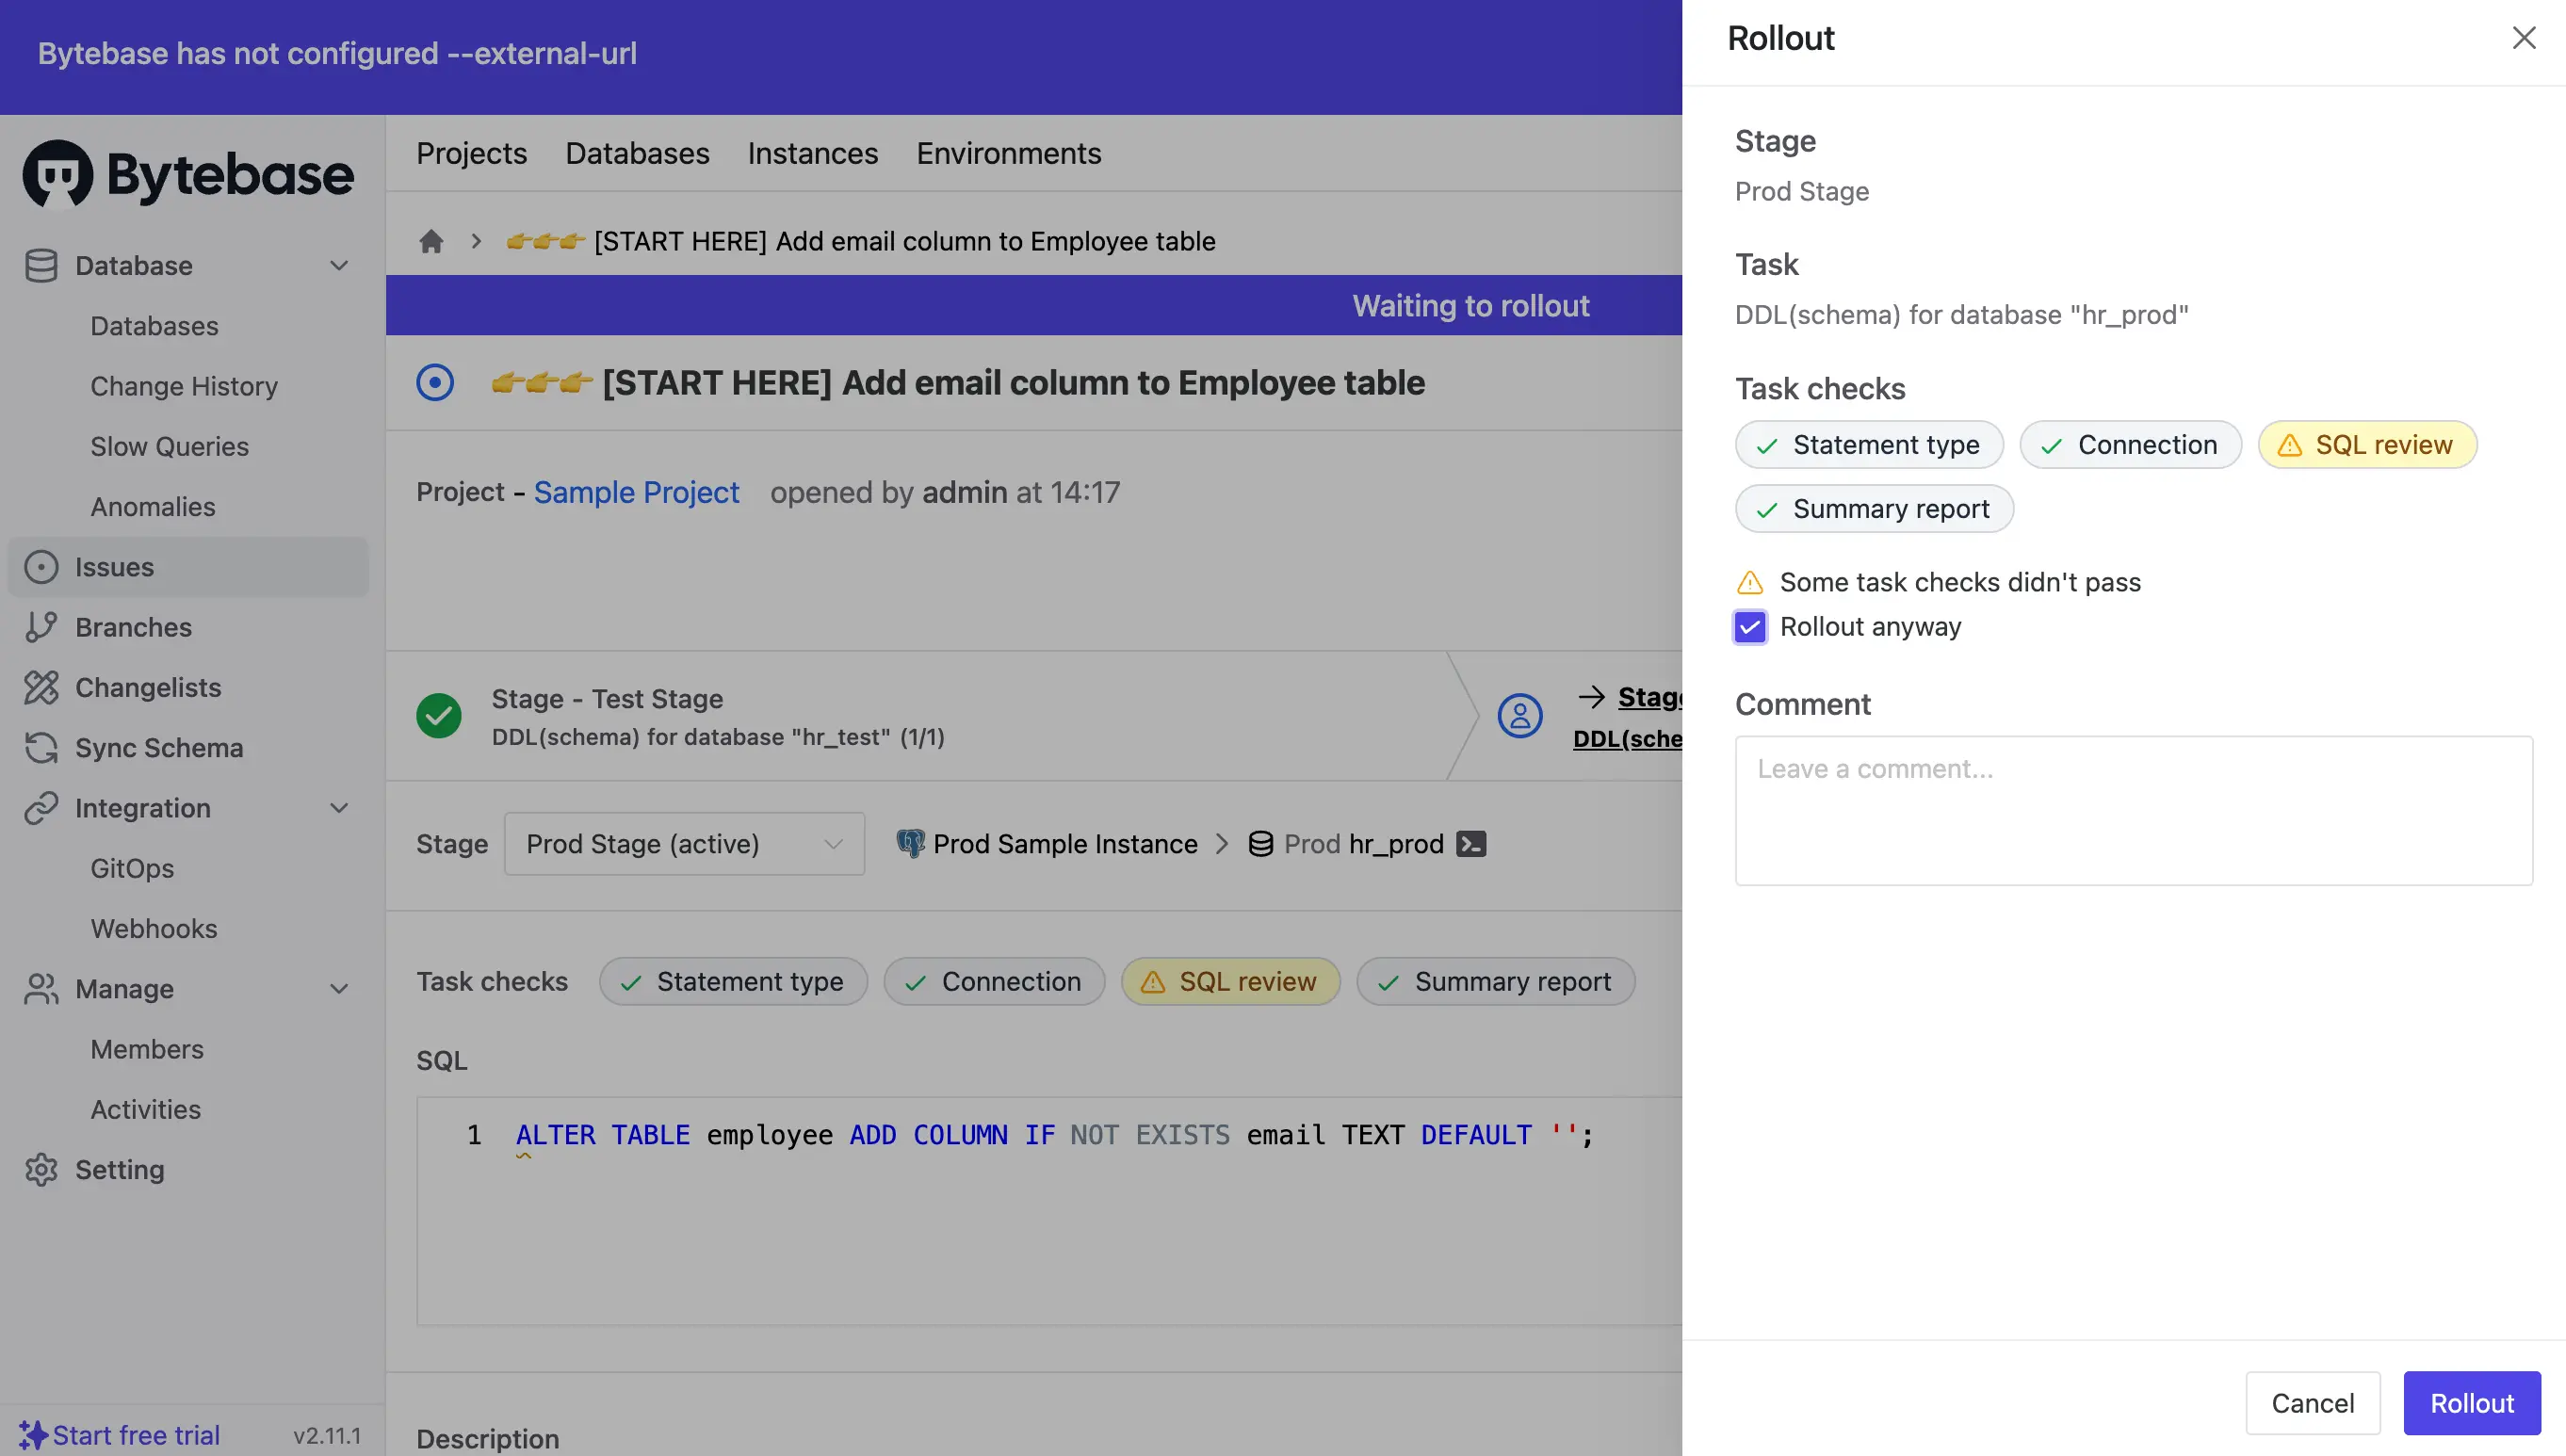 Bytebase has not configured --external-url
Bytebase
Database
Databases
Change History
Slow Queries
Anomalies
Issues
Branches
Changelists
Sync Schema
Integration
GitOps
Webhooks
Manage
Members
Activities
Setting
Start free trial v2.11.1
Projects Databases Instances Environments
👉👉👉 [START HERE] Add email column to Employee table
Waiting to rollout
👉👉👉 [START HERE] Add email column to Employee table
Project - Sample Project opened by admin at 14:17
Stage - Test Stage
DDL(schema) for database "hr_test" (1/1)
→ Stage
DDL(sche
Stage Prod Stage (active) Prod Sample Instance > Prod hr_prod
Task checks Statement type Connection SQL review Summary report
SQL
1 ALTER TABLE employee ADD COLUMN IF NOT EXISTS email TEXT DEFAULT '';
Description
Rollout
Stage
Prod Stage
Task
DDL(schema) for database "hr_prod"
Task checks
Statement type Connection SQL review
Summary report
Some task checks didn't pass
Rollout anyway
Comment
Leave a comment...
Cancel Rollout